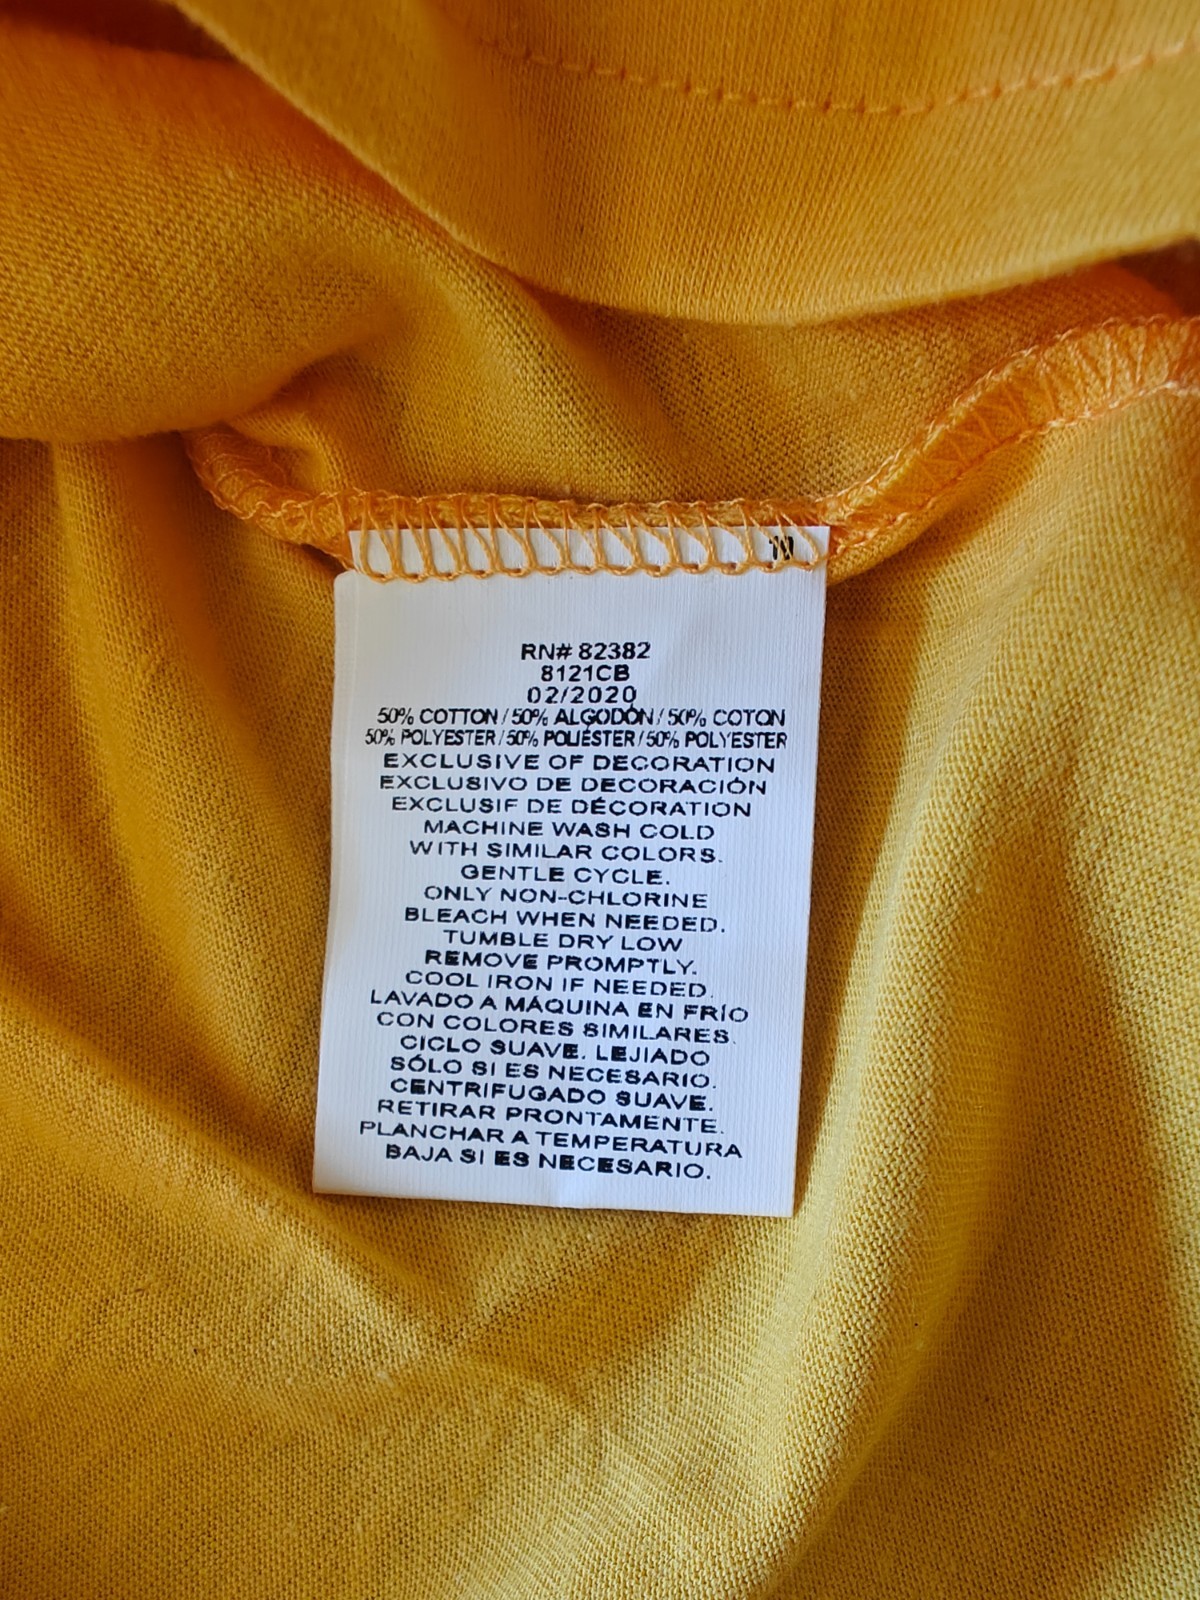 RN# 82382
8121CB
02/2020
50% COTTON / 50% ALGODÓN / 50% COTON
50% POLYESTER / 50% POLIÉSTER / 50% POLYESTER
EXCLUSIVE OF DECORATION
EXCLUSIVO DE DECORACIÓN
EXCLUSIF DE DÉCORATION
MACHINE WASH COLD
WITH SIMILAR COLORS.
GENTLE CYCLE.
ONLY NON-CHLORINE
BLEACH WHEN NEEDED.
TUMBLE DRY LOW
REMOVE PROMPTLY.
COOL IRON IF NEEDED.
LAVADO A MÁQUINA EN FRÍO
CON COLORES SIMILARES.
CICLO SUAVE. LEJIADO
SÓLO SI ES NECESARIO.
CENTRIFUGADO SUAVE.
RETIRAR PRONTAMENTE.
PLANCHAR A TEMPERATURA
BAJA SI ES NECESARIO.